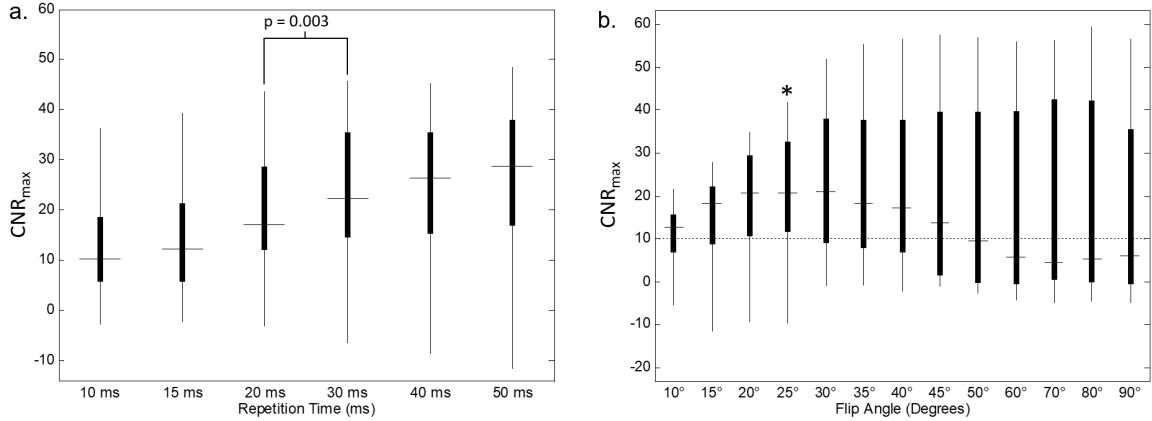 a.
p = 0.003
CNRmax
60
50
40
30
20
10
0
-10
10 ms 15 ms 20 ms 30 ms 40 ms 50 ms
Repetition Time (ms)
b.
*
CNRmax
60
50
40
30
20
10
0
-10
-20
10° 15° 20° 25° 30° 35° 40° 45° 50° 60° 70° 80° 90°
Flip Angle (Degrees)